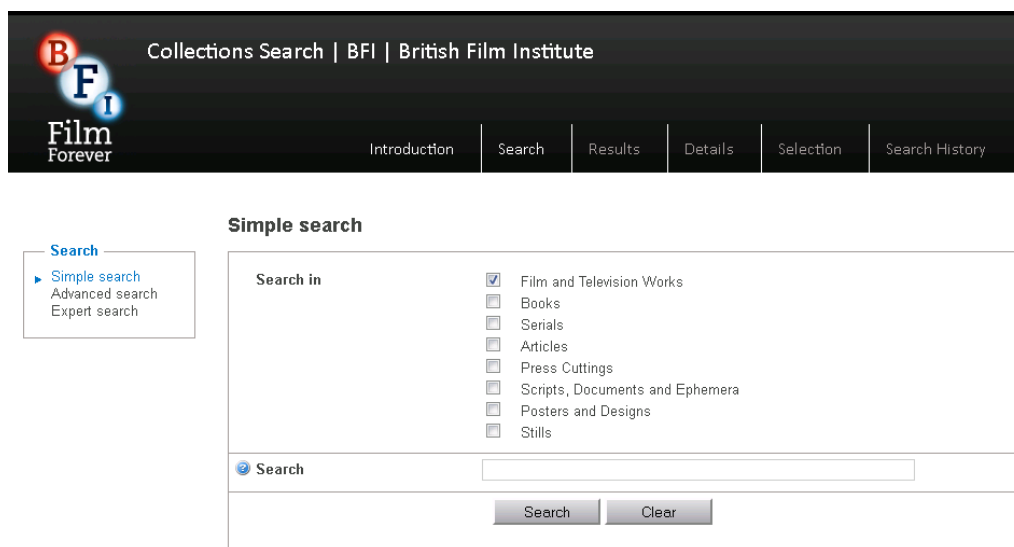 Collections Search | BFI | British Film Institute
BFI
Film
Forever
Introduction Search Results Details Selection Search History
Simple search
Search
Simple search
Advanced search
Expert search
Search in
Film and Television Works
Books
Serials
Articles
Press Cuttings
Scripts, Documents and Ephemera
Posters and Designs
Stills
? Search
Search Clear